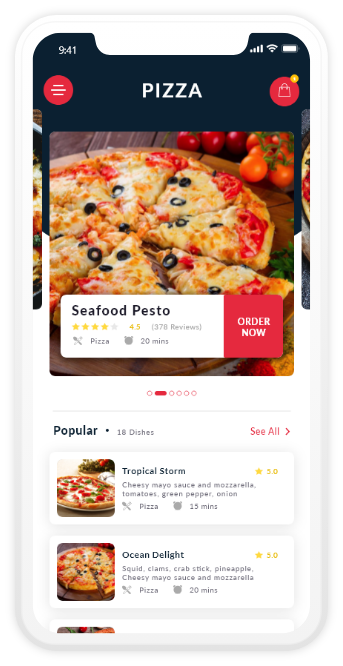 9:41
PIZZA
Seafood Pesto
4.5 (378 Reviews)
Pizza 20 mins
ORDER
NOW
Popular • 18 Dishes
See All
Tropical Storm
5.0
Cheesy mayo sauce and mozzarella,
tomatoes, green pepper, onion
Pizza 15 mins
Ocean Delight
5.0
Squid, clams, crab stick, pineapple,
Cheesy mayo sauce and mozzarella
Pizza 20 mins